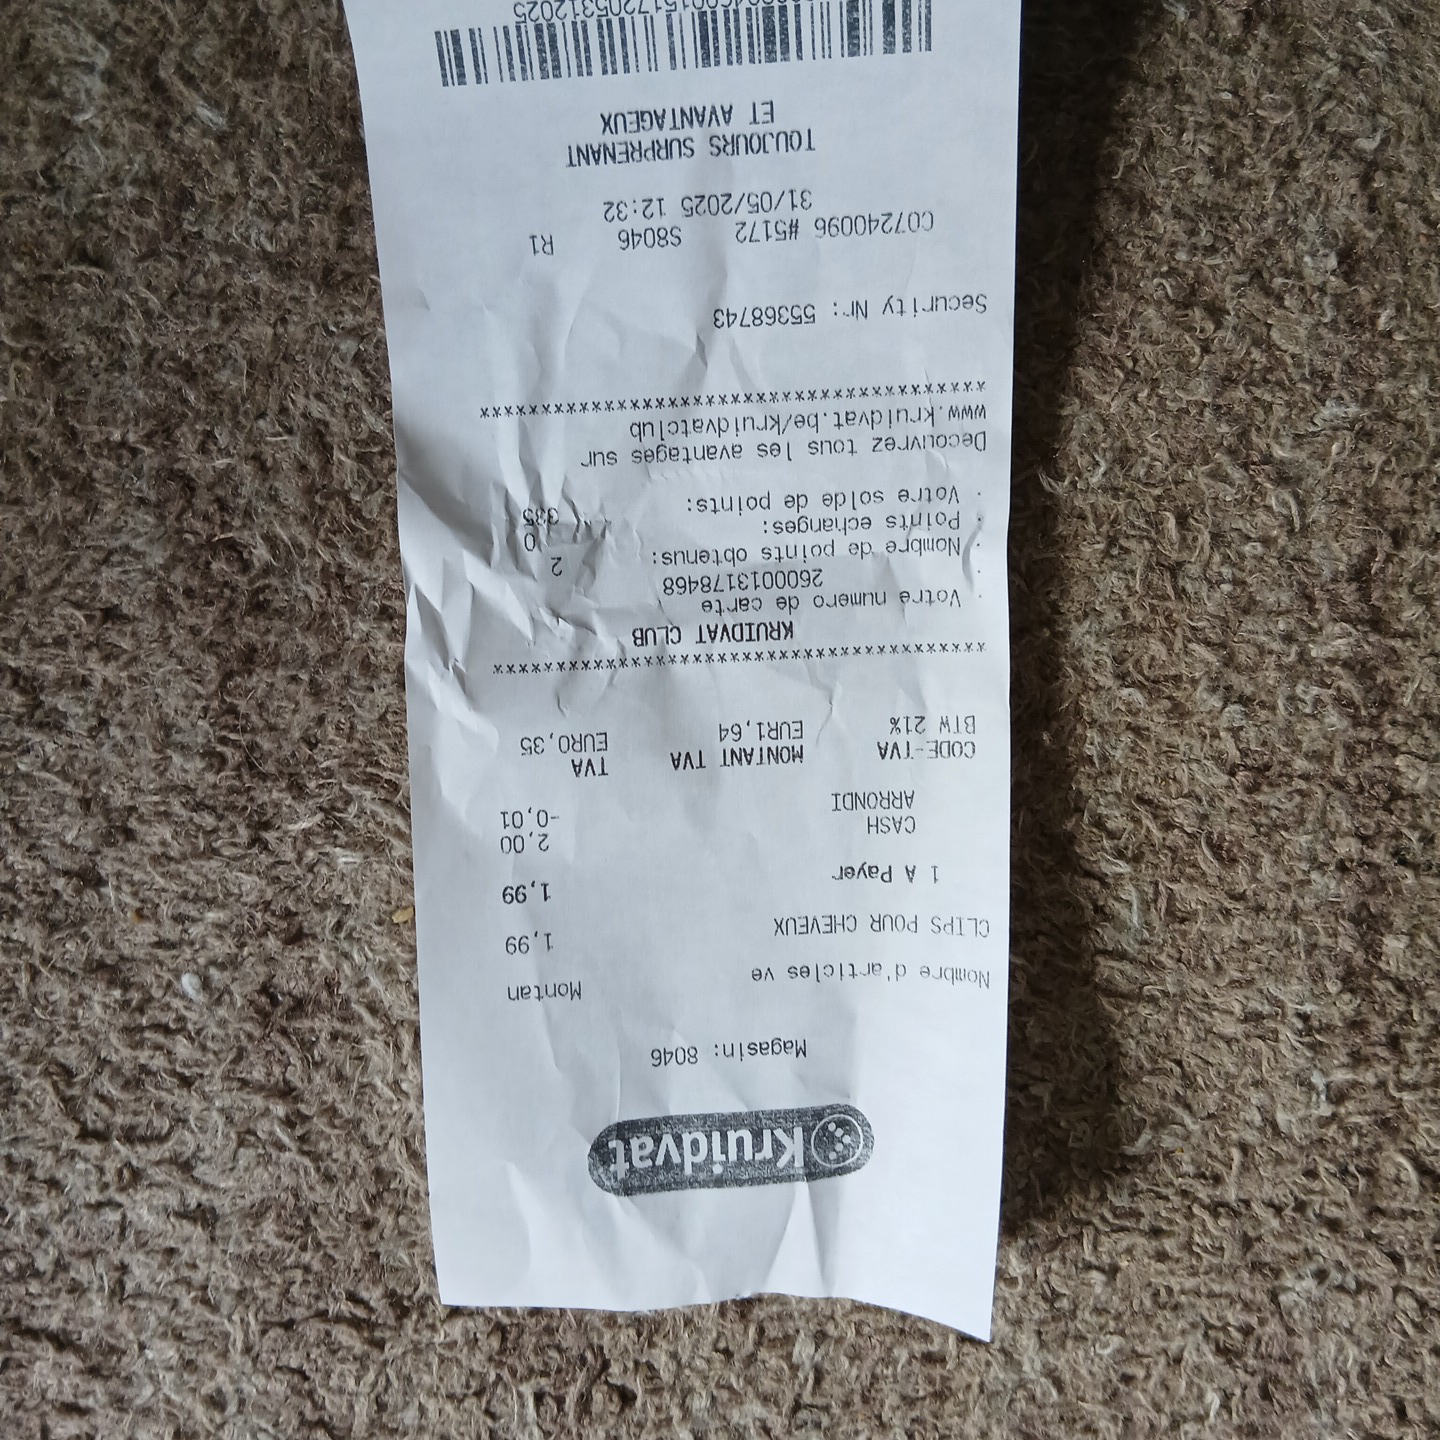 Kruidvat
Magasin: 8046
Nombre d'articles ve Montan
CLIPS POUR CHEVEUX 1,99
1 A Payer 1,99
CASH 2,00
ARRONDI -0,01
CODE-TVA MONTANT TVA TVA
BTW 21% EUR1,64 EUR0,35
****************************************
KRUIDVAT CLUB
· Votre numero de carte
2600013178468
· Nombre de points obtenus: 2
· Points echanges: 0
· Votre solde de points: 335
Decouvrez tous les avantages sur
www.kruidvat.be/kruidvatclub
****************************************
Security Nr: 55368743
C07240096 #5172 S8046 R1
31/05/2025 12:32
TOUJOURS SURPRENANT
ET AVANTAGEUX